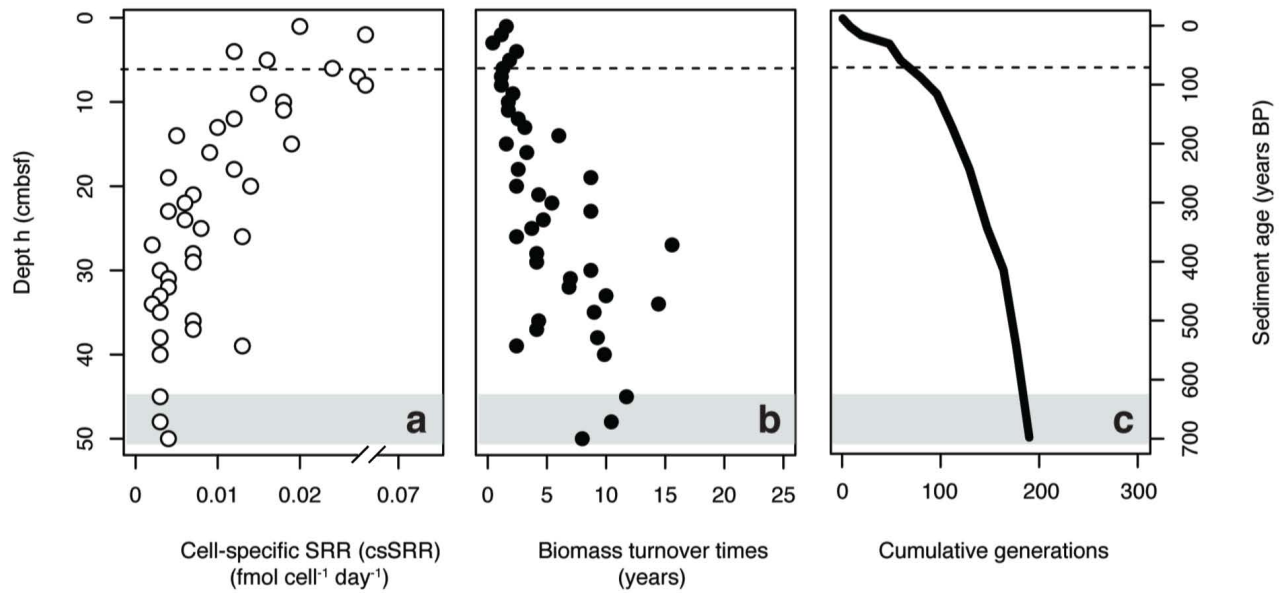 Depth h (cmbsf)
0
10
20
30
40
50
a
0 0.01 0.02 0.07
Cell-specific SRR (csSRR)
(fmol cell⁻¹ day⁻¹)
b
0 5 10 15 20 25
Biomass turnover times
(years)
c
0 100 200 300
Cumulative generations
0
100
200
300
400
500
600
700
Sediment age (years BP)